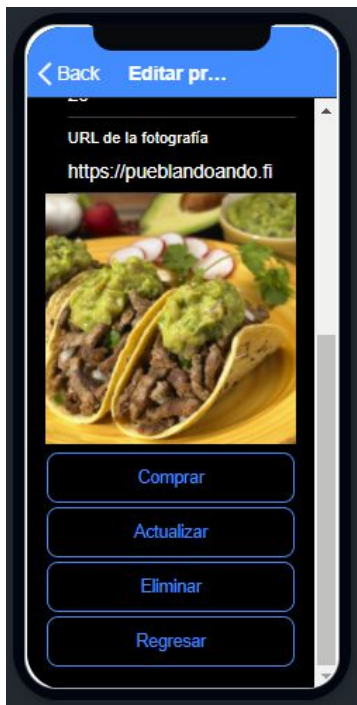 Back Editar pr...
URL de la fotografía
https://pueblandoando.fi
Comprar
Actualizar
Eliminar
Regresar